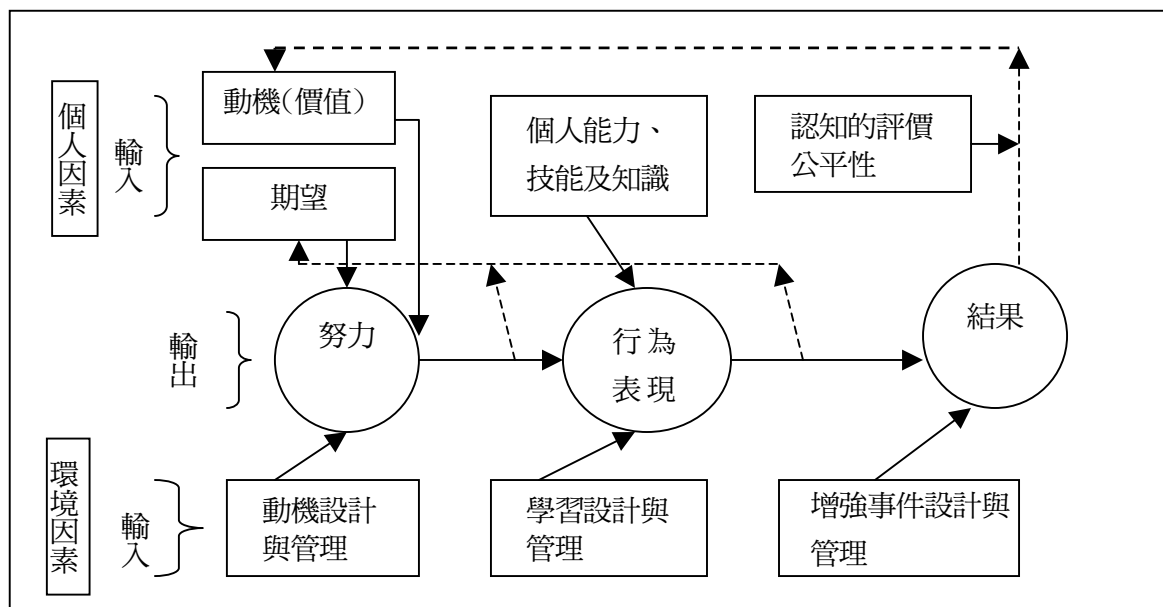 個人因素
輸入
動機(價值)
期望
個人能力、
技能及知識
認知的評價
公平性
輸出
努力
行為
表現
結果
環境因素
輸入
動機設計
與管理
學習設計與
管理
增強事件設計與
管理